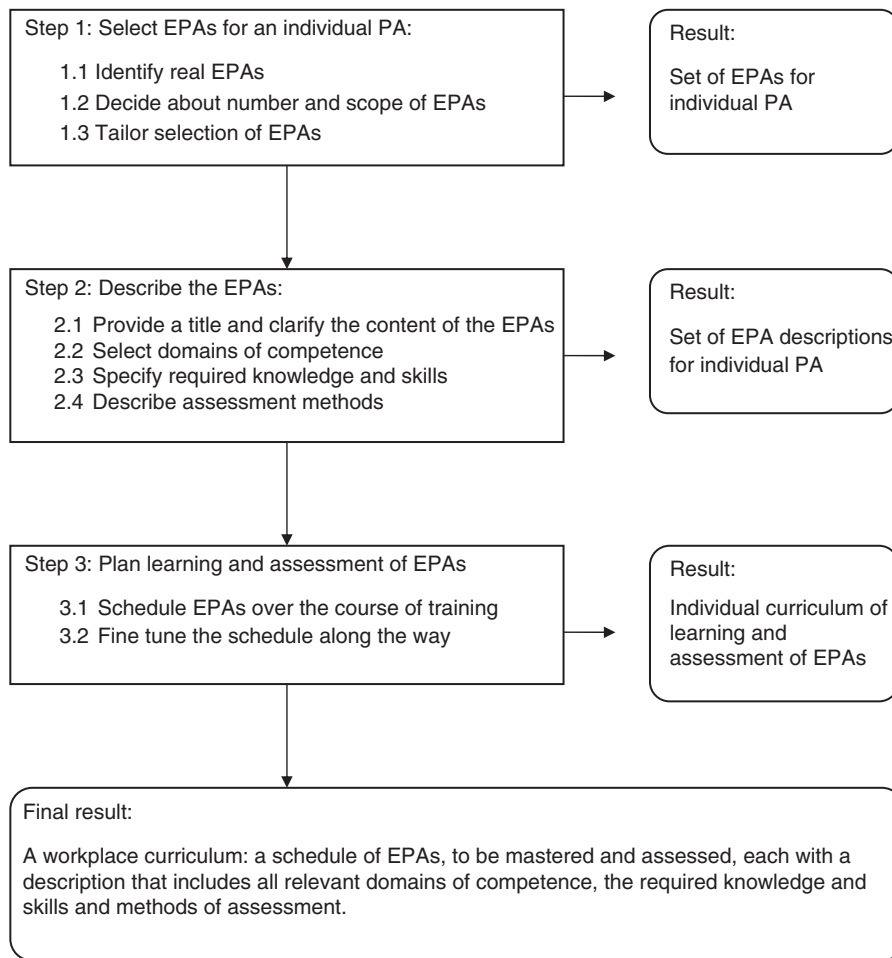 Step 1: Select EPAs for an individual PA:
1.1 Identify real EPAs
1.2 Decide about number and scope of EPAs
1.3 Tailor selection of EPAs
Result:
Set of EPAs for
individual PA
Step 2: Describe the EPAs:
2.1 Provide a title and clarify the content of the EPAs
2.2 Select domains of competence
2.3 Specify required knowledge and skills
2.4 Describe assessment methods
Result:
Set of EPA descriptions
for individual PA
Step 3: Plan learning and assessment of EPAs
3.1 Schedule EPAs over the course of training
3.2 Fine tune the schedule along the way
Result:
Individual curriculum of
learning and
assessment of EPAs
Final result:
A workplace curriculum: a schedule of EPAs, to be mastered and assessed, each with a
description that includes all relevant domains of competence, the required knowledge and
skills and methods of assessment.